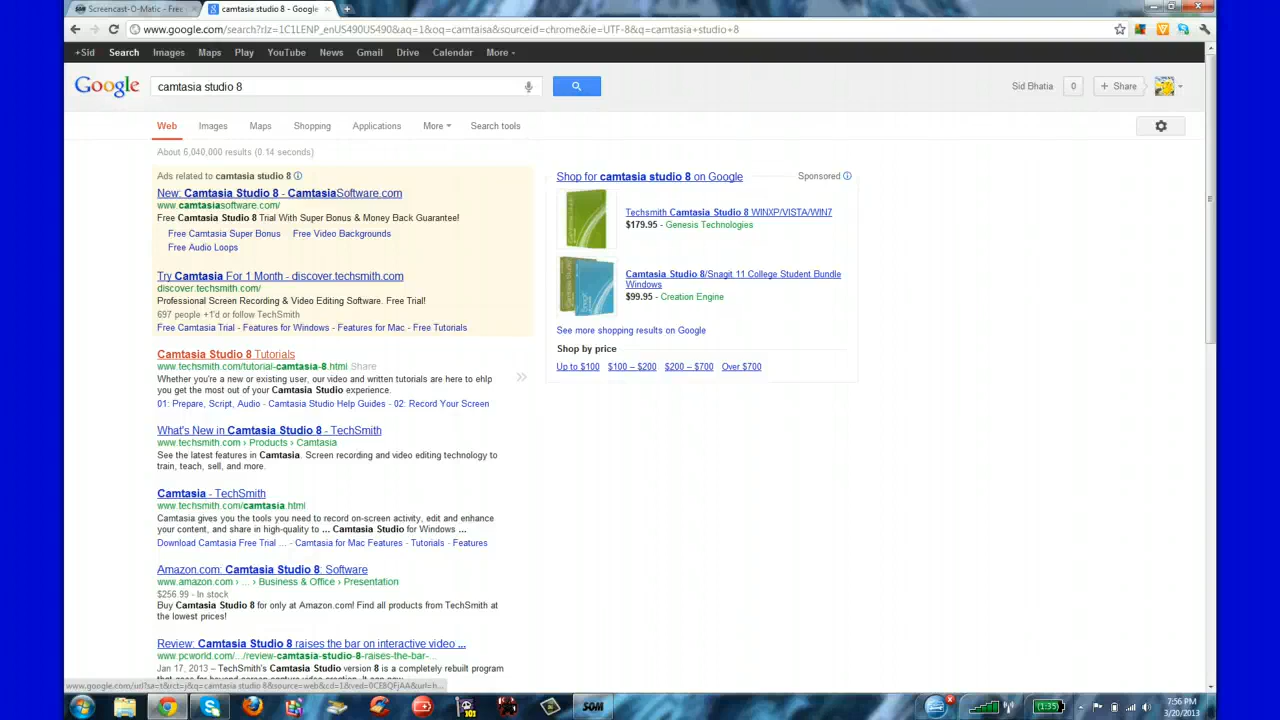 Screencast-O-Matic - Free
camtasia studio 8 - Google
www.google.com/search?rlz=1C1LENP_enUS490US490&aq=1&oq=camtaisa&sourceid=chrome&ie=UTF-8&q=camtasia+studio+8
+Sid Search Images Maps Play YouTube News Gmail Drive Calendar More
Google
camtasia studio 8
Sid Bhatia 0 + Share
Web Images Maps Shopping Applications More Search tools
About 6,040,000 results (0.14 seconds)
Ads related to camtasia studio 8
New: Camtasia Studio 8 - CamtasiaSoftware.com
www.camtasiasoftware.com/
Free Camtasia Studio 8 Trial With Super Bonus & Money Back Guarantee!
Free Camtasia Super Bonus Free Video Backgrounds
Free Audio Loops
Try Camtasia For 1 Month - discover.techsmith.com
discover.techsmith.com/
Professional Screen Recording & Video Editing Software. Free Trial!
697 people +1'd or follow TechSmith
Free Camtasia Trial - Features for Windows - Features for Mac - Free Tutorials
Camtasia Studio 8 Tutorials
www.techsmith.com/tutorial-camtasia-8.html Share
Whether you're a new or existing user, our video and written tutorials are here to ehlp
you get the most out of your Camtasia Studio experience.
01: Prepare, Script, Audio - Camtasia Studio Help Guides - 02: Record Your Screen
What's New in Camtasia Studio 8 - TechSmith
www.techsmith.com › Products › Camtasia
See the latest features in Camtasia. Screen recording and video editing technology to
train, teach, sell, and more.
Camtasia - TechSmith
www.techsmith.com/camtasia.html
Camtasia gives you the tools you need to record on-screen activity, edit and enhance
your content, and share in high-quality to ... Camtasia Studio for Windows ...
Download Camtasia Free Trial ... - Camtasia for Mac Features - Tutorials - Features
Amazon.com: Camtasia Studio 8: Software
www.amazon.com › ... › Business & Office › Presentation
$256.99 - In stock
Buy Camtasia Studio 8 for only at Amazon.com! Find all products from TechSmith at
the lowest prices!
Review: Camtasia Studio 8 raises the bar on interactive video ...
www.pcworld.com/.../review-camtasia-studio-8-raises-the-bar-...
Jan 17, 2013 – TechSmith's Camtasia Studio version 8 is a completely rebuilt program
Shop for camtasia studio 8 on Google Sponsored
Techsmith Camtasia Studio 8 WINXP/VISTA/WIN7
$179.95 - Genesis Technologies
Camtasia Studio 8/Snagit 11 College Student Bundle
Windows
$99.95 - Creation Engine
See more shopping results on Google
Shop by price
Up to $100 $100 – $200 $200 – $700 Over $700
SOM
(1:35)
7:56 PM
3/20/2013